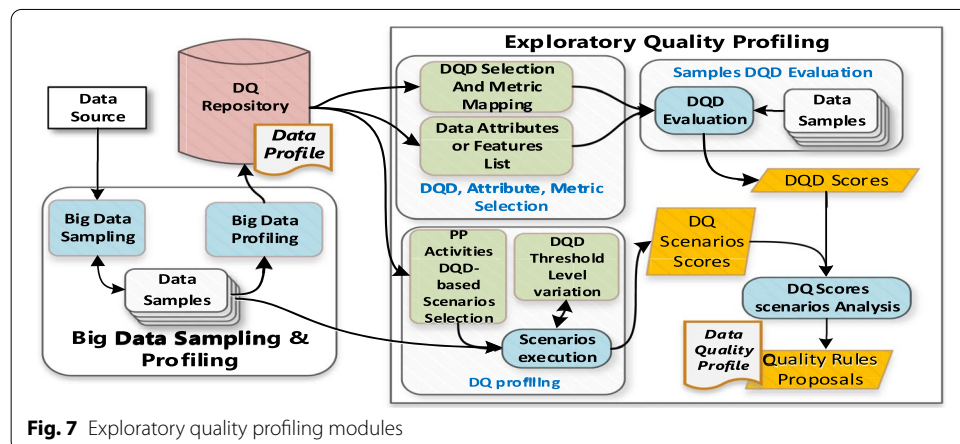 Data
Source
DQ
Repository
Data
Profile
Big Data
Sampling
Big Data
Profiling
Data
Samples
Big Data Sampling &
Profiling
Exploratory Quality Profiling
DQD Selection
And Metric
Mapping
Data Attributes
or Features
List
DQD, Attribute, Metric
Selection
Samples DQD Evaluation
DQD
Evaluation
Data
Samples
DQD Scores
PP
Activities
DQD-
based
Scenarios
Selection
DQD
Threshold
Level
variation
Scenarios
execution
DQ profiling
DQ
Scenarios
Scores
DQ Scores
scenarios Analysis
Data
Quality
Profile
Quality Rules
Proposals
Fig. 7 Exploratory quality profiling modules